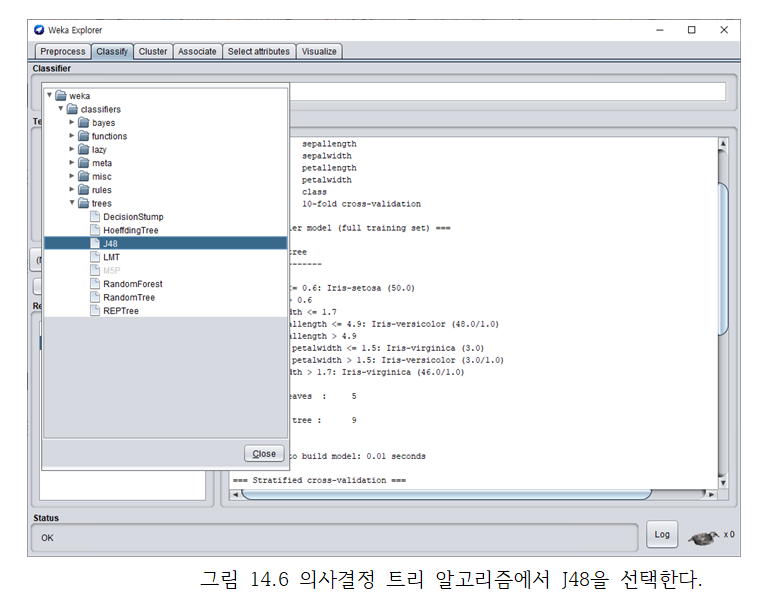 Weka Explorer
Preprocess Classify Cluster Associate Select attributes Visualize
Classifier
weka
classifiers
bayes
functions
lazy
meta
misc
rules
trees
DecisionStump
HoeffdingTree
J48
LMT
M5P
RandomForest
RandomTree
REPTree
Close
sepallength
sepalwidth
petallength
petalwidth
class
10-fold cross-validation
ier model (full training set) ===
ree
-------
<= 0.6: Iris-setosa (50.0)
> 0.6
dth <= 1.7
allength <= 4.9: Iris-versicolor (48.0/1.0)
allength > 4.9
petalwidth <= 1.5: Iris-virginica (3.0)
petalwidth > 1.5: Iris-versicolor (3.0/1.0)
dth > 1.7: Iris-virginica (46.0/1.0)
eaves : 5
tree : 9
to build model: 0.01 seconds
=== Stratified cross-validation ===
Status
OK
Log
x 0
그림 14.6 의사결정 트리 알고리즘에서 J48을 선택한다.